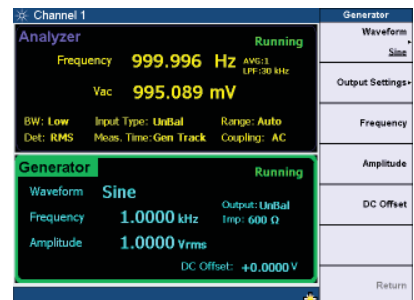 Channel 1
Generator
Analyzer
Running
Frequency 999.996 Hz AVG:1
LPF:30 kHz
Vac 995.089 mV
BW: Low Input Type: UnBal Range: Auto
Det: RMS Meas. Time: Gen Track Coupling: AC
Generator
Running
Waveform Sine
Output: UnBal
Frequency 1.0000 kHz Imp: 600 Ω
Amplitude 1.0000 Vrms
DC Offset: +0.0000 V
Waveform
Sine
Output Settings
Frequency
Amplitude
DC Offset
Return